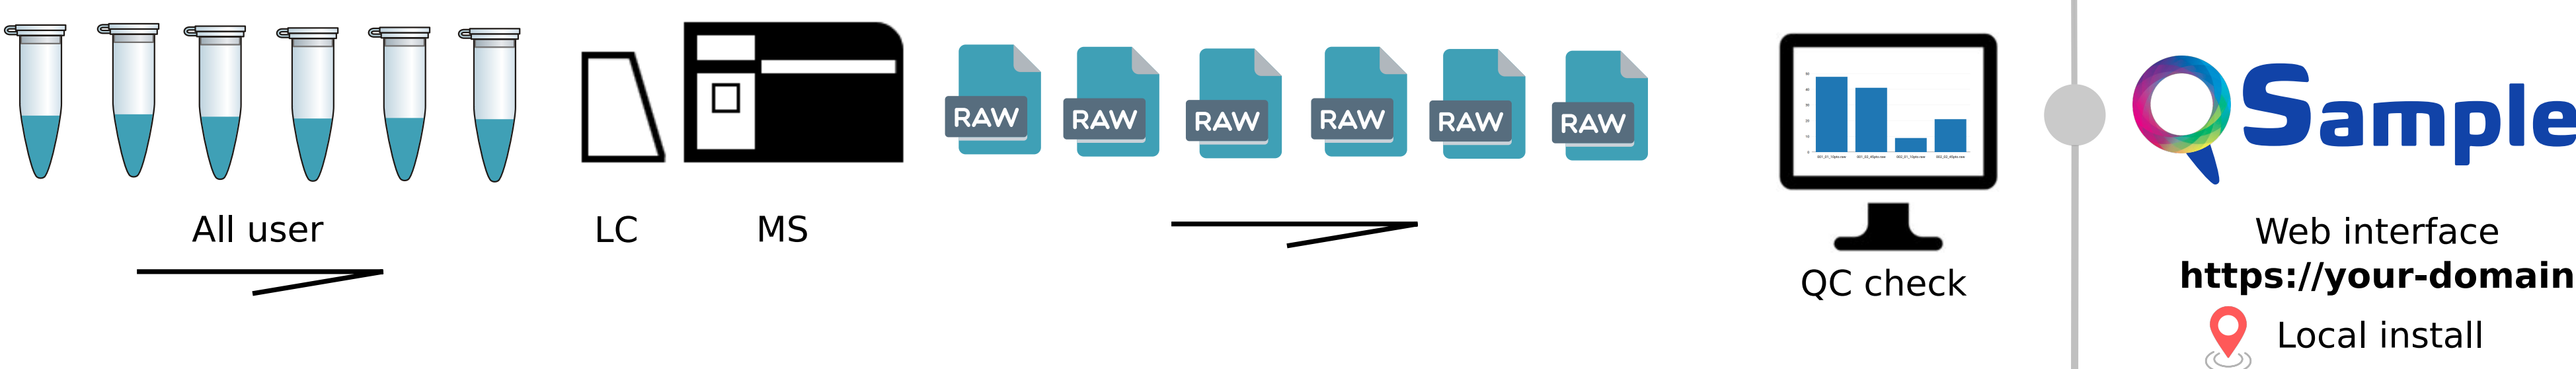 RAW
RAW
RAW
RAW
RAW
RAW
QSample
All user
LC
MS
QC check
Web interface
https://your-domain
Local install